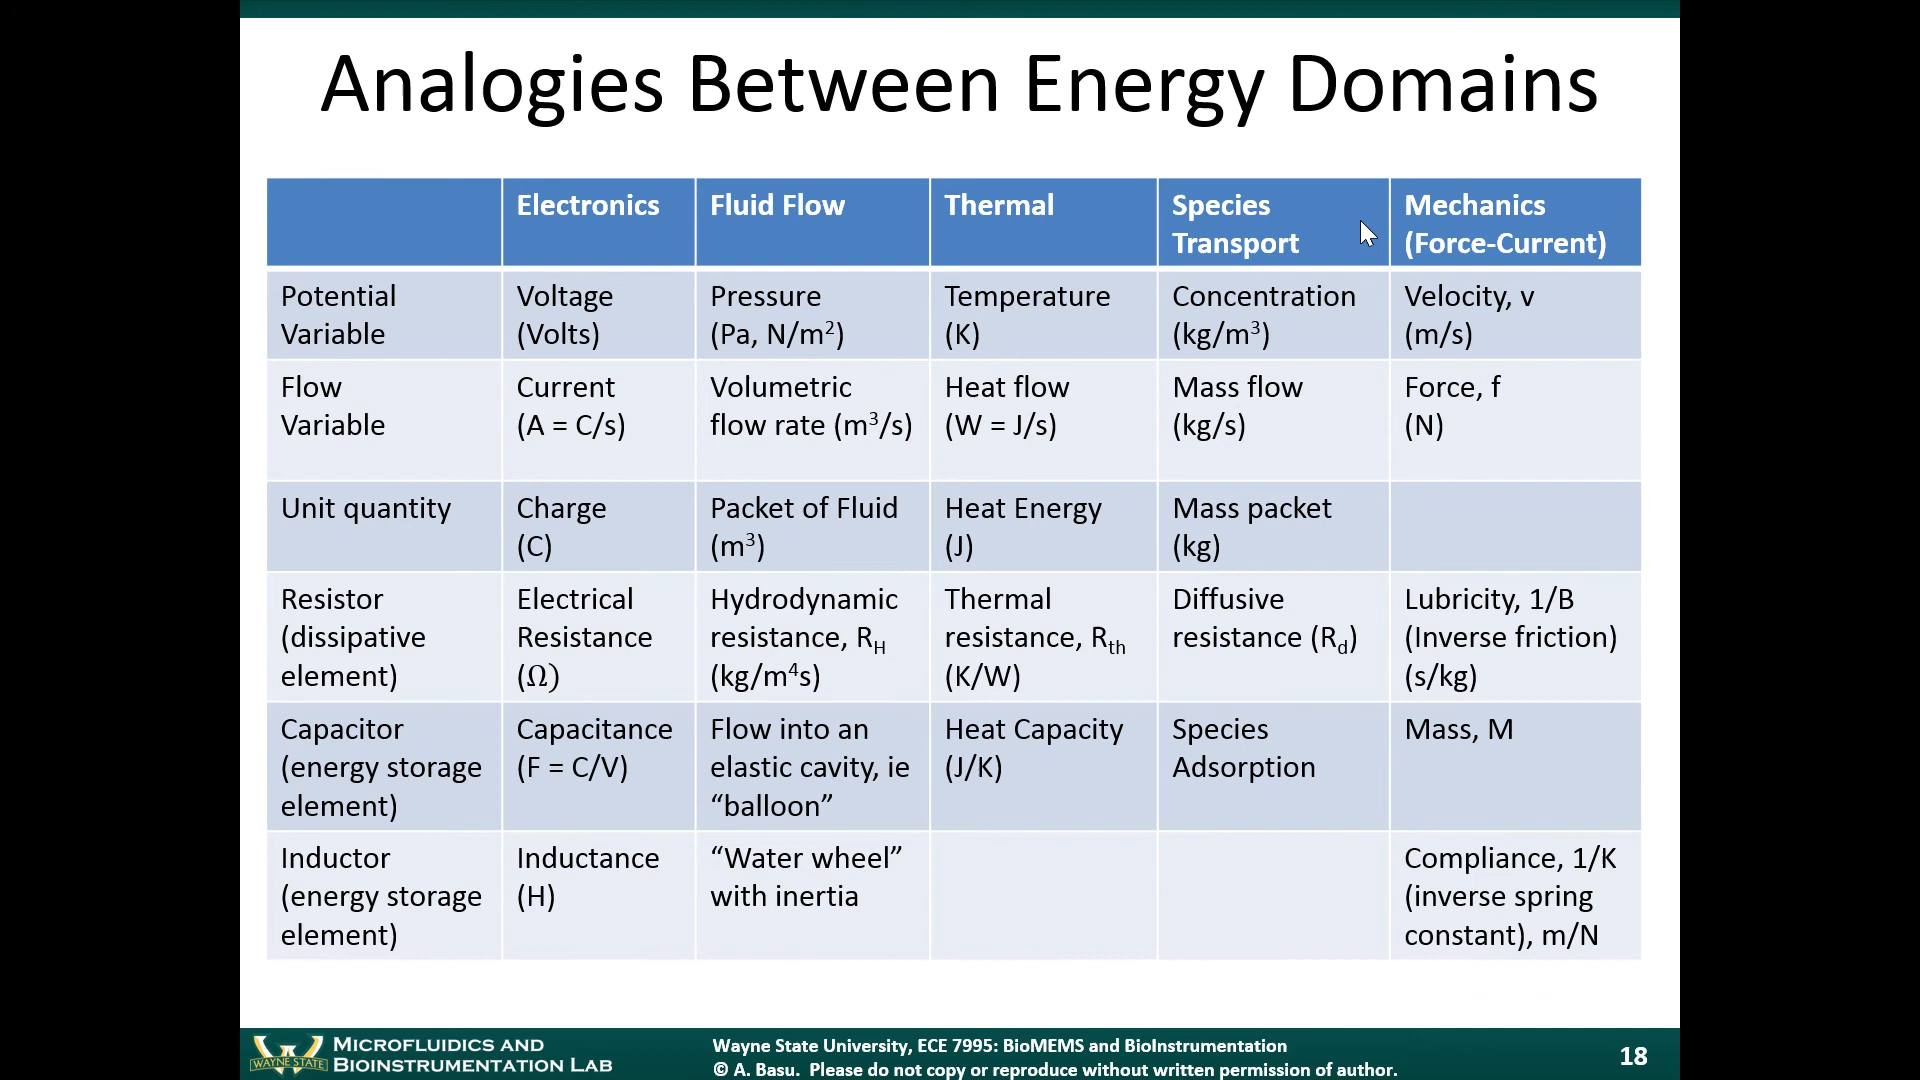 Analogies Between Energy Domains
Electronics
Fluid Flow
Thermal
Species
Transport
Mechanics
(Force-Current)
Potential
Variable
Voltage
(Volts)
Pressure
(Pa, N/m²)
Temperature
(K)
Concentration
(kg/m³)
Velocity, v
(m/s)
Flow
Variable
Current
(A = C/s)
Volumetric
flow rate (m³/s)
Heat flow
(W = J/s)
Mass flow
(kg/s)
Force, f
(N)
Unit quantity
Charge
(C)
Packet of Fluid
(m³)
Heat Energy
(J)
Mass packet
(kg)
Resistor
(dissipative
element)
Electrical
Resistance
(Ω)
Hydrodynamic
resistance, R_H
(kg/m⁴s)
Thermal
resistance, R_th
(K/W)
Diffusive
resistance (R_d)
Lubricity, 1/B
(Inverse friction)
(s/kg)
Capacitor
(energy storage
element)
Capacitance
(F = C/V)
Flow into an
elastic cavity, ie
“balloon”
Heat Capacity
(J/K)
Species
Adsorption
Mass, M
Inductor
(energy storage
element)
Inductance
(H)
“Water wheel”
with inertia
Compliance, 1/K
(inverse spring
constant), m/N
WAYNE STATE
MICROFLUIDICS AND
BIOINSTRUMENTATION LAB
Wayne State University, ECE 7995: BioMEMS and BioInstrumentation
© A. Basu.  Please do not copy or reproduce without written permission of author.
18